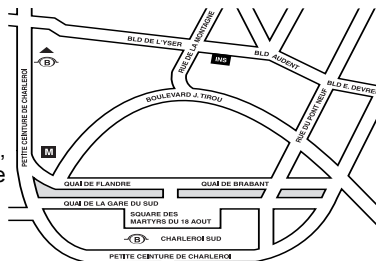 BLD DE L'YSER
RUE DE LA MONTAGNE
INS
BLD AUDENT
BLD E. DEVRE
B
PETITE CEINTURE DE CHARLEROI
BOULEVARD J. TIROU
RUE DU PONT NEUF
M
,
e
QUAI DE FLANDRE
QUAI DE BRABANT
QUAI DE LA GARE DU SUD
SQUARE DES
MARTYRS DU 18 AOUT
B CHARLEROI SUD
PETITE CEINTURE DE CHARLEROI